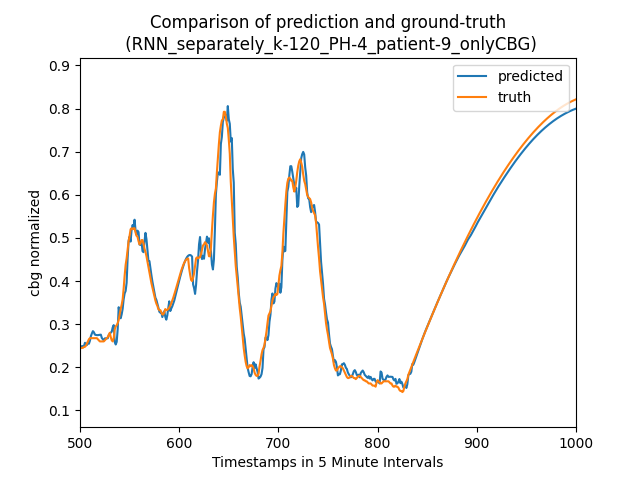 Comparison of prediction and ground-truth
(RNN_separately_k-120_PH-4_patient-9_onlyCBG)
predicted
truth
cbg normalized
0.9
0.8
0.7
0.6
0.5
0.4
0.3
0.2
0.1
500 600 700 800 900 1000
Timestamps in 5 Minute Intervals